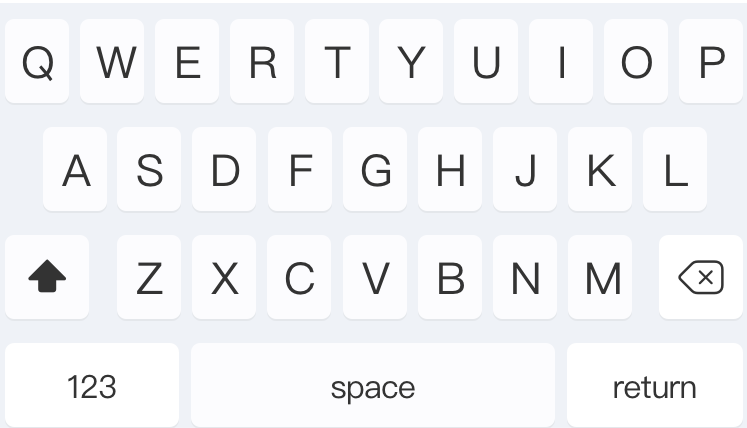 Q W E R T Y U I O P
A S D F G H J K L
Z X C V B N M
123 space return